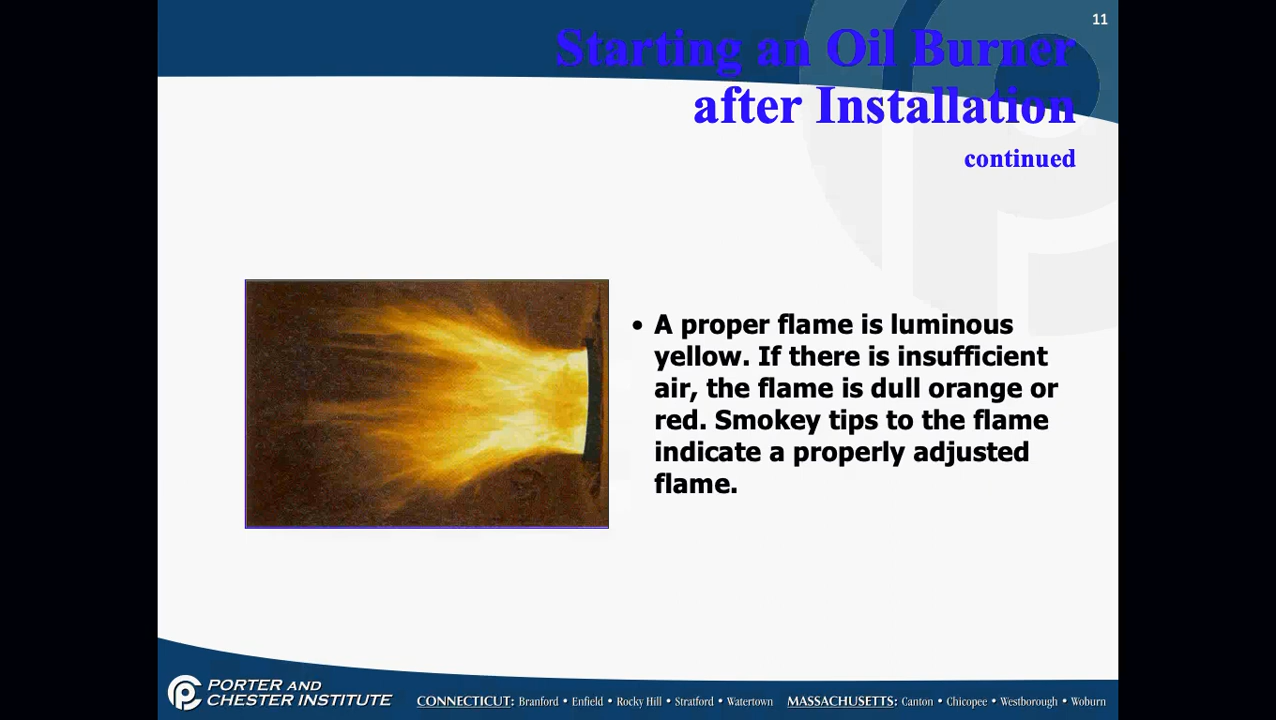 11
Starting an Oil Burner
after Installation
continued
• A proper flame is luminous
yellow. If there is insufficient
air, the flame is dull orange or
red. Smokey tips to the flame
indicate a properly adjusted
flame.
PORTER AND
CHESTER INSTITUTE
CONNECTICUT: Branford • Enfield • Rocky Hill • Stratford • Watertown MASSACHUSETTS: Canton • Chicopee • Westborough • Woburn